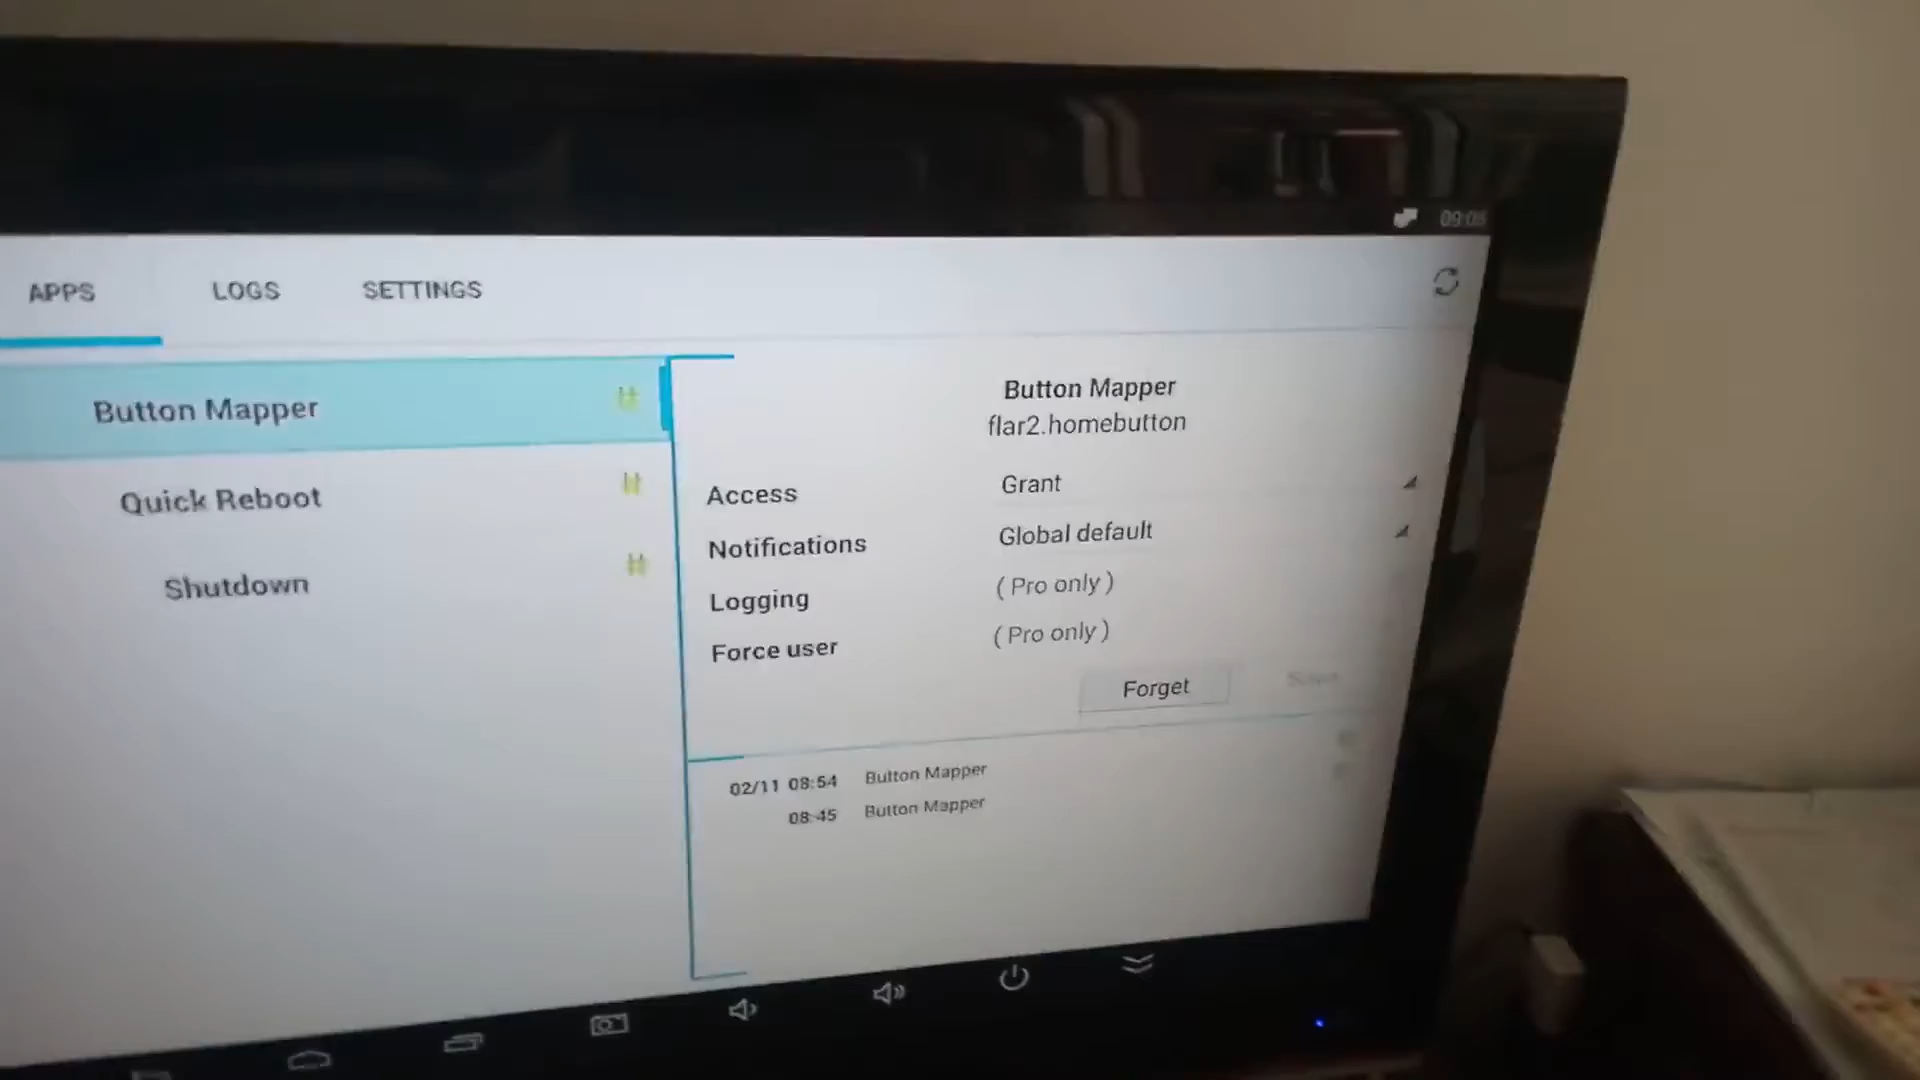 APPS LOGS SETTINGS
Button Mapper
Quick Reboot
Shutdown
Button Mapper
flar2.homebutton
Access Grant
Notifications Global default
Logging ( Pro only )
Force user ( Pro only )
Forget
02/11 08:54 Button Mapper
08:45 Button Mapper